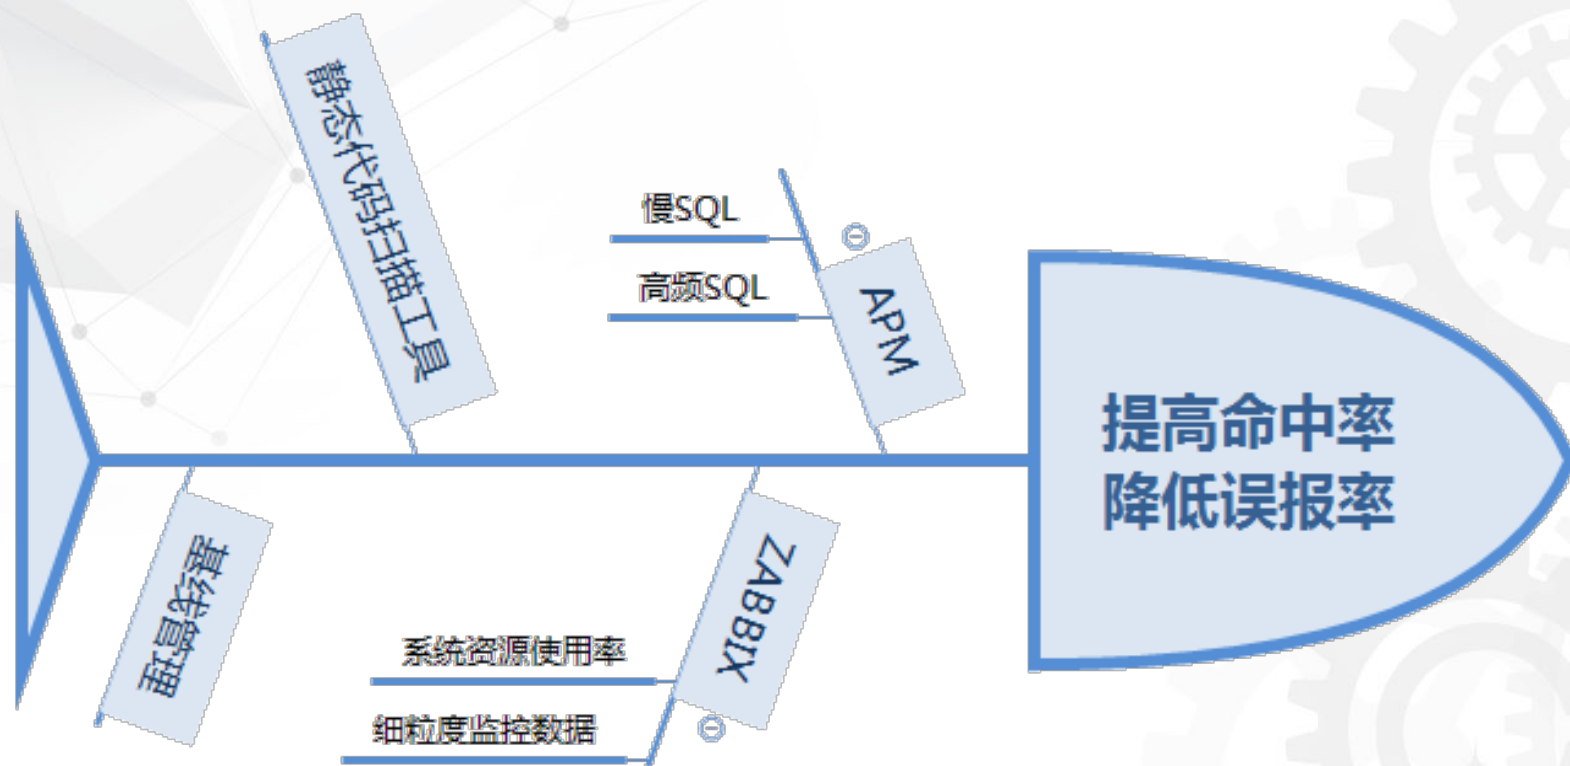 静态代码扫描工具
慢SQL
高频SQL
APM
提高命中率
降低误报率
基线管理
ZABBIX
系统资源使用率
细粒度监控数据